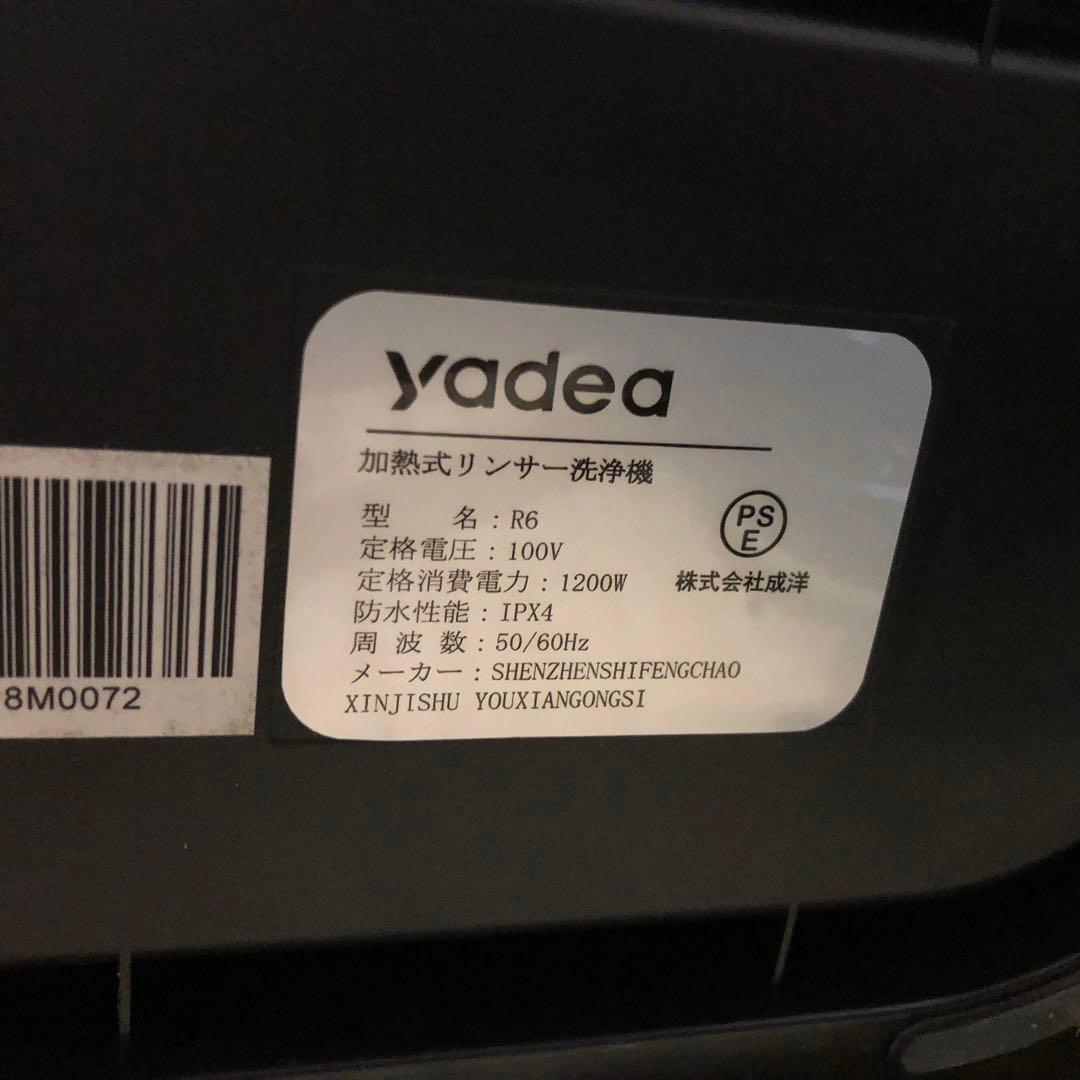 yadea
加熱式リンサー洗浄機
型 名：R6
定格電圧：100V
定格消費電力：1200W
防水性能：IPX4
周 波 数：50/60Hz
メーカー：SHENZHENSHIFENGCHAO
XINJISHU YOUXIANGONGSI
PS
E
株式会社成洋
8M0072